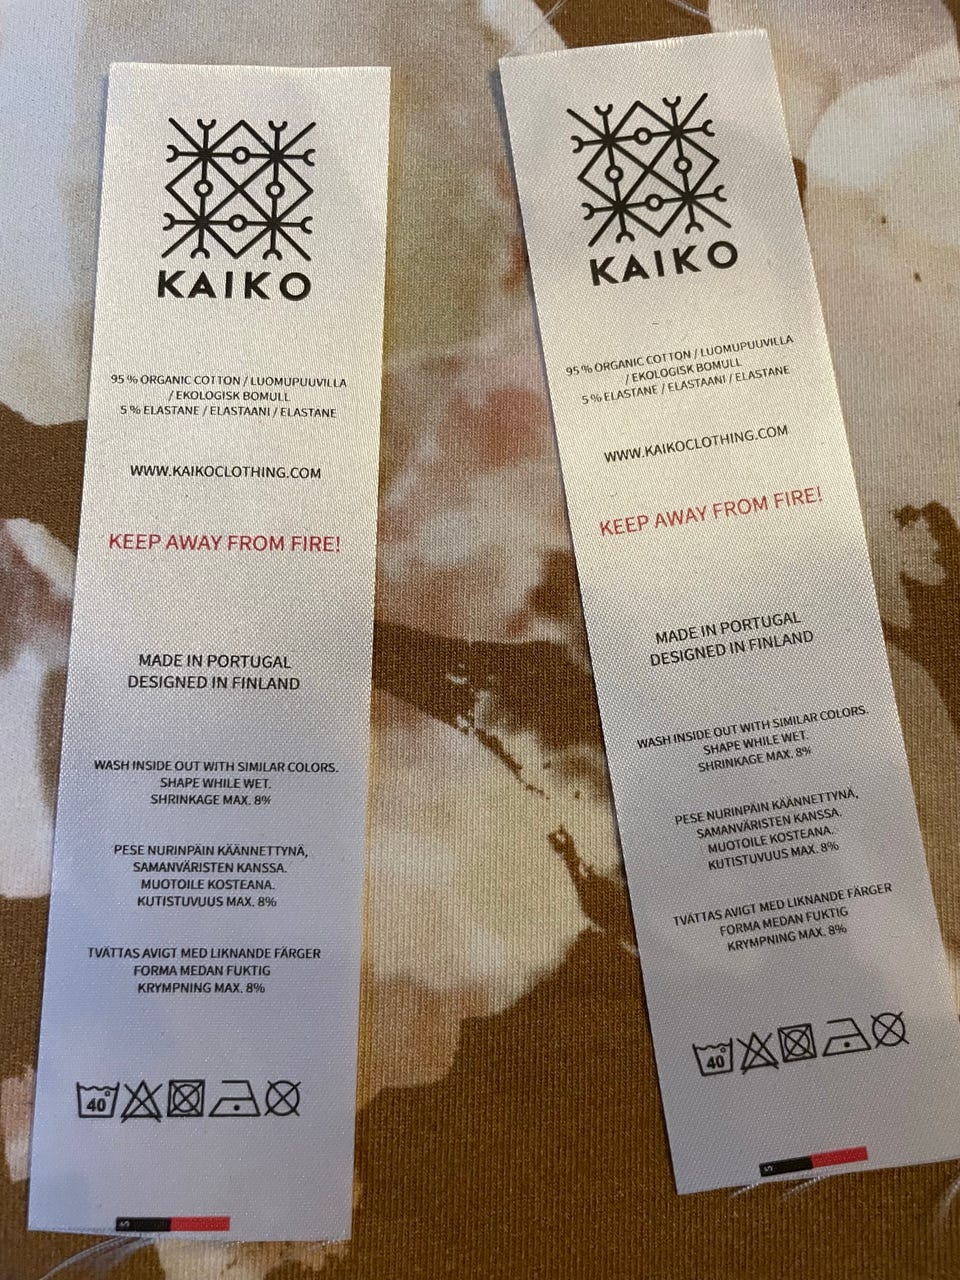 KAIKO
95 % ORGANIC COTTON / LUOMUPUUVILLA
/ EKOLOGISK BOMULL
5 % ELASTANE / ELASTAANI / ELASTANE
WWW.KAIKOCLOTHING.COM
KEEP AWAY FROM FIRE!
MADE IN PORTUGAL
DESIGNED IN FINLAND
WASH INSIDE OUT WITH SIMILAR COLORS.
SHAPE WHILE WET.
SHRINKAGE MAX. 8%
PESE NURINPÄIN KÄÄNNETTYNÄ,
SAMANVÄRISTEN KANSSA.
MUOTOILE KOSTEANA.
KUTISTUVUUS MAX. 8%
TVÄTTAS AVIGT MED LIKNANDE FÄRGER
FORMA MEDAN FUKTIG
KRYMPNING MAX. 8%
40°
S
KAIKO
95 % ORGANIC COTTON / LUOMUPUUVILLA
/ EKOLOGISK BOMULL
5 % ELASTANE / ELASTAANI / ELASTANE
WWW.KAIKOCLOTHING.COM
KEEP AWAY FROM FIRE!
MADE IN PORTUGAL
DESIGNED IN FINLAND
WASH INSIDE OUT WITH SIMILAR COLORS.
SHAPE WHILE WET.
SHRINKAGE MAX. 8%
PESE NURINPÄIN KÄÄNNETTYNÄ,
SAMANVÄRISTEN KANSSA.
MUOTOILE KOSTEANA.
KUTISTUVUUS MAX. 8%
TVÄTTAS AVIGT MED LIKNANDE FÄRGER
FORMA MEDAN FUKTIG
KRYMPNING MAX. 8%
40°
S